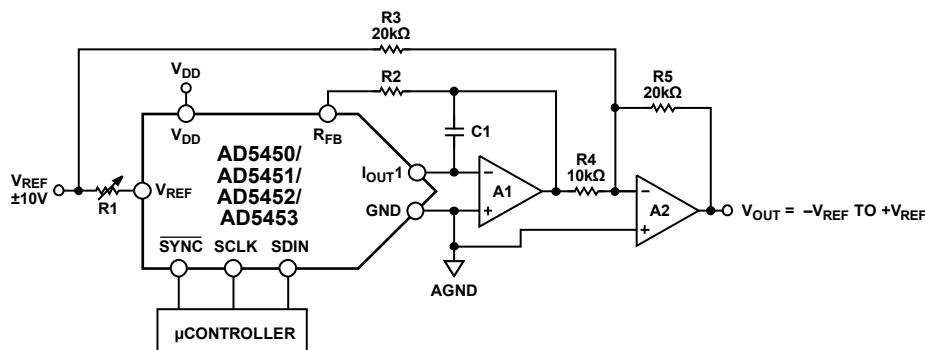 R3
20kΩ
VDD
VDD
R2
RFB
C1
R5
20kΩ
AD5450/
AD5451/
AD5452/
AD5453
VREF
±10V
R1
VREF
IOUT1
GND
A1
R4
10kΩ
A2
VOUT = –VREF TO +VREF
SYNC SCLK SDIN
AGND
µCONTROLLER